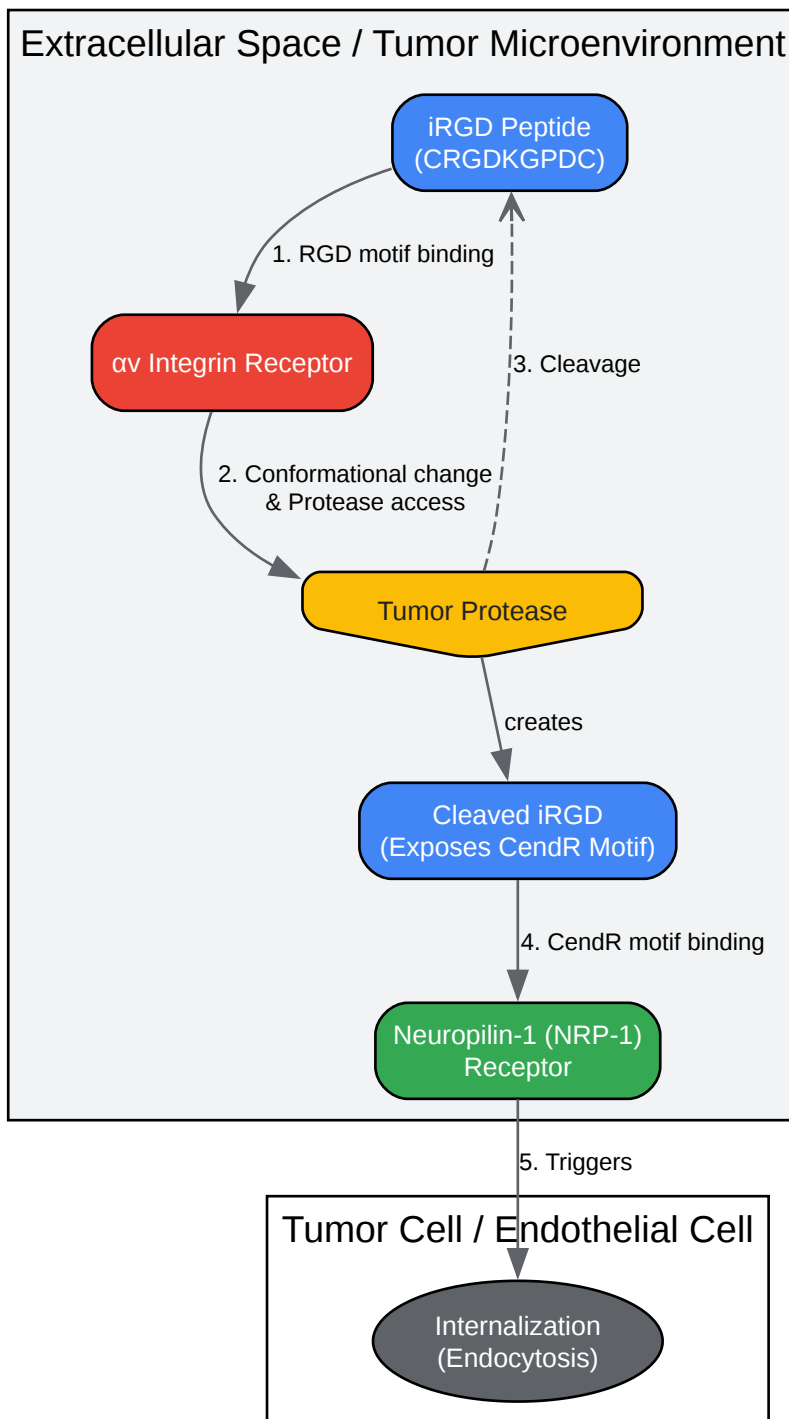 Extracellular Space / Tumor Microenvironment
iRGD Peptide
(CRGDKGPDC)
1. RGD motif binding
αv Integrin Receptor
3. Cleavage
2. Conformational change
& Protease access
Tumor Protease
creates
Cleaved iRGD
(Exposes CendR Motif)
4. CendR motif binding
Neuropilin-1 (NRP-1)
Receptor
5. Triggers
Tumor Cell / Endothelial Cell
Internalization
(Endocytosis)